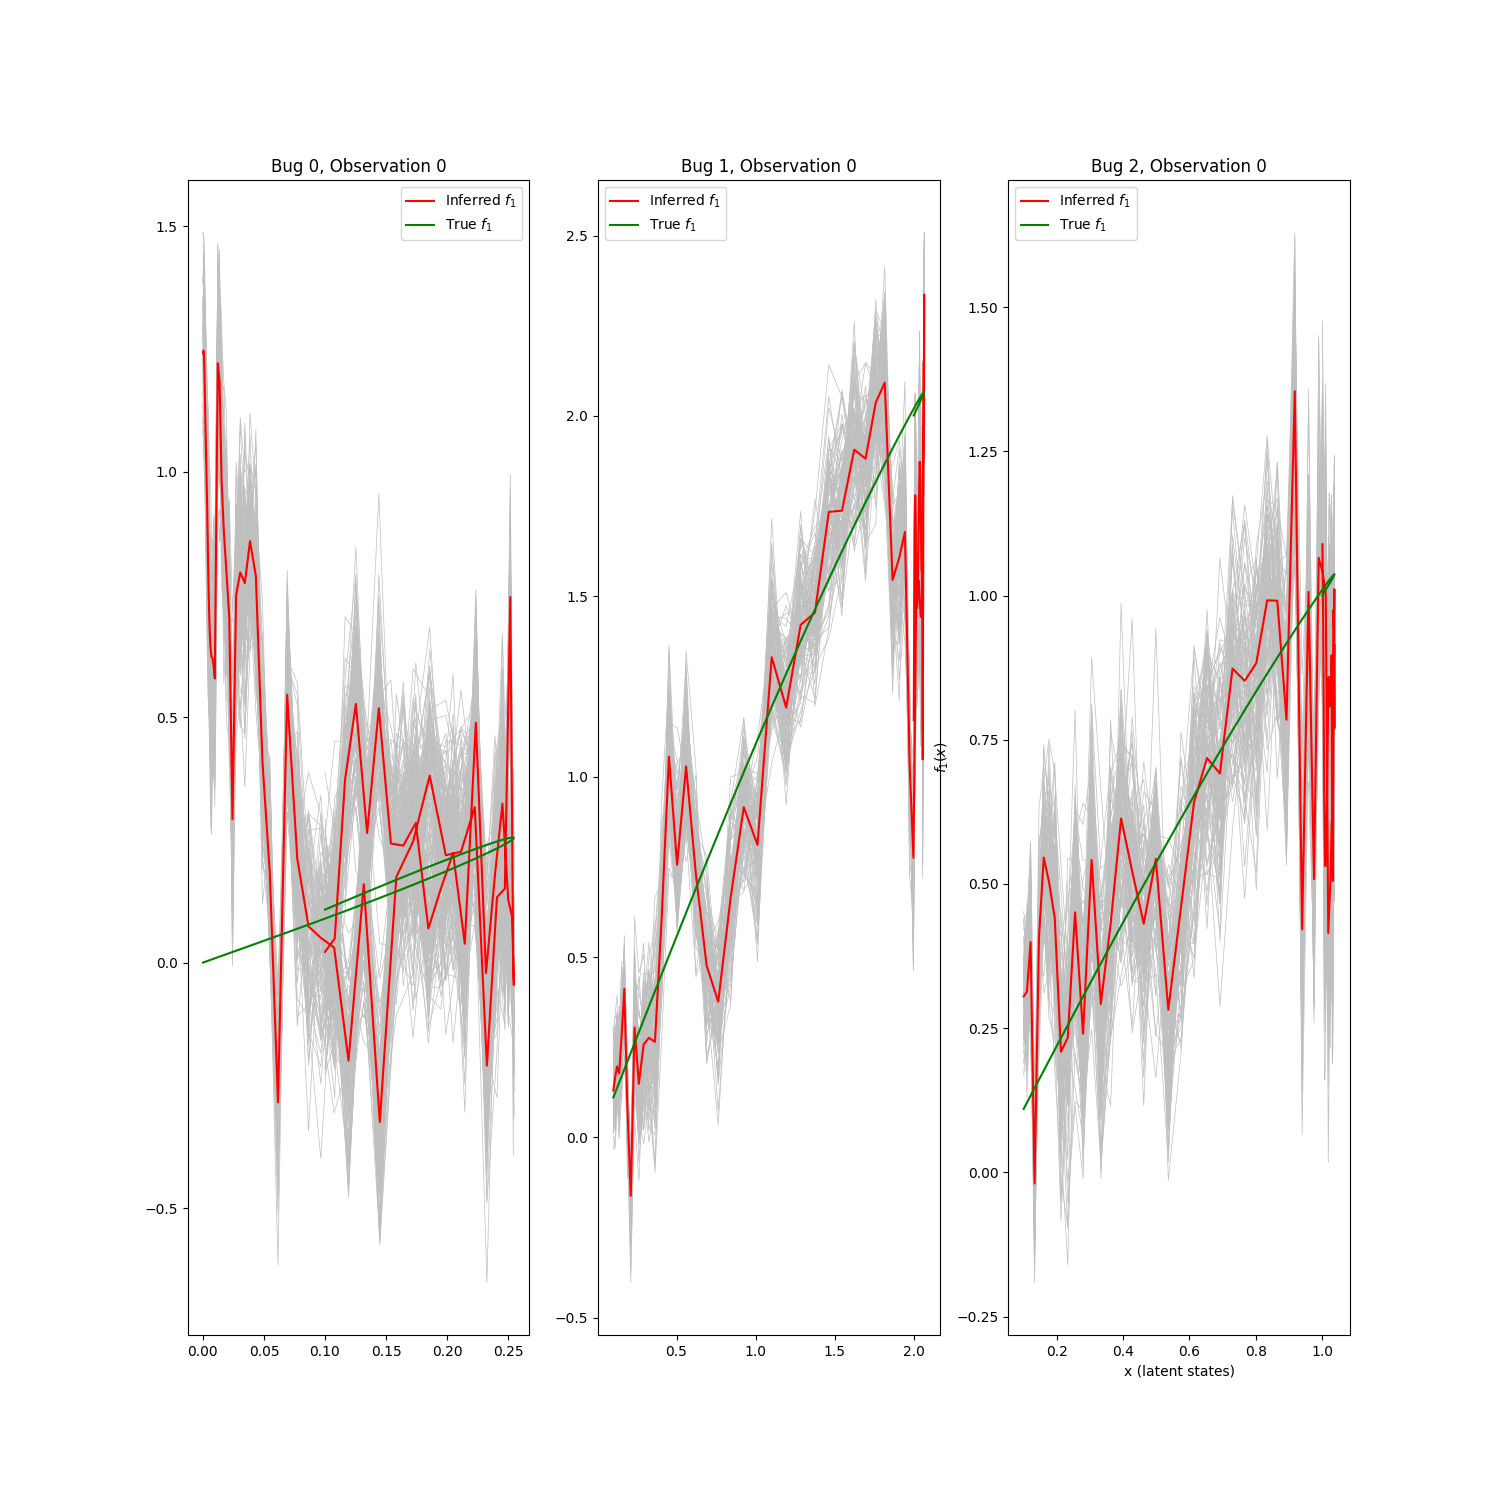 Bug 0, Observation 0
Inferred f₁
True f₁
1.5
1.0
0.5
0.0
−0.5
0.00 0.05 0.10 0.15 0.20 0.25
Bug 1, Observation 0
Inferred f₁
True f₁
2.5
2.0
1.5
1.0
0.5
0.0
−0.5
0.5 1.0 1.5 2.0
Bug 2, Observation 0
Inferred f₁
True f₁
f₁(x)
1.50
1.25
1.00
0.75
0.50
0.25
0.00
−0.25
0.2 0.4 0.6 0.8 1.0
x (latent states)